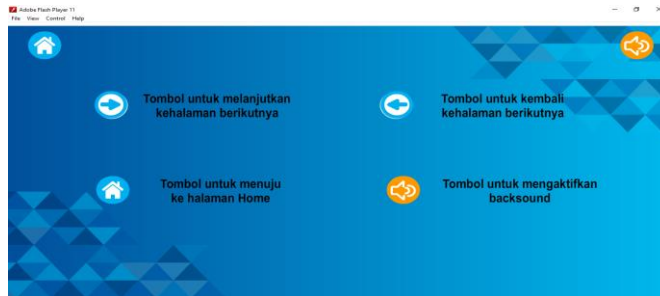 Adobe Flash Player 11
File View Control Help
Tombol untuk melanjutkan
kehalaman berikutnya
Tombol untuk kembali
kehalaman berikutnya
Tombol untuk menuju
ke halaman Home
Tombol untuk mengaktifkan
backsound